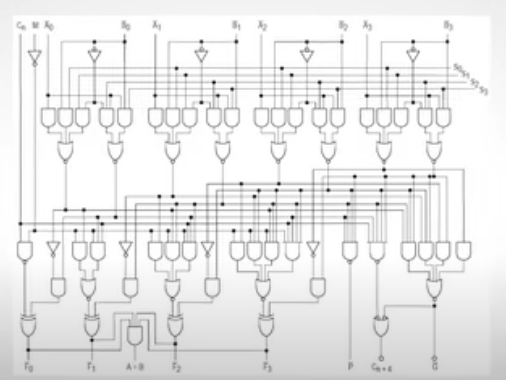 Cn M A0 B0 A1 B1 A2 B2 A3 B3
S0 S1 S2 S3
F0 F1 A=B F2 F3 P Cn+4 G